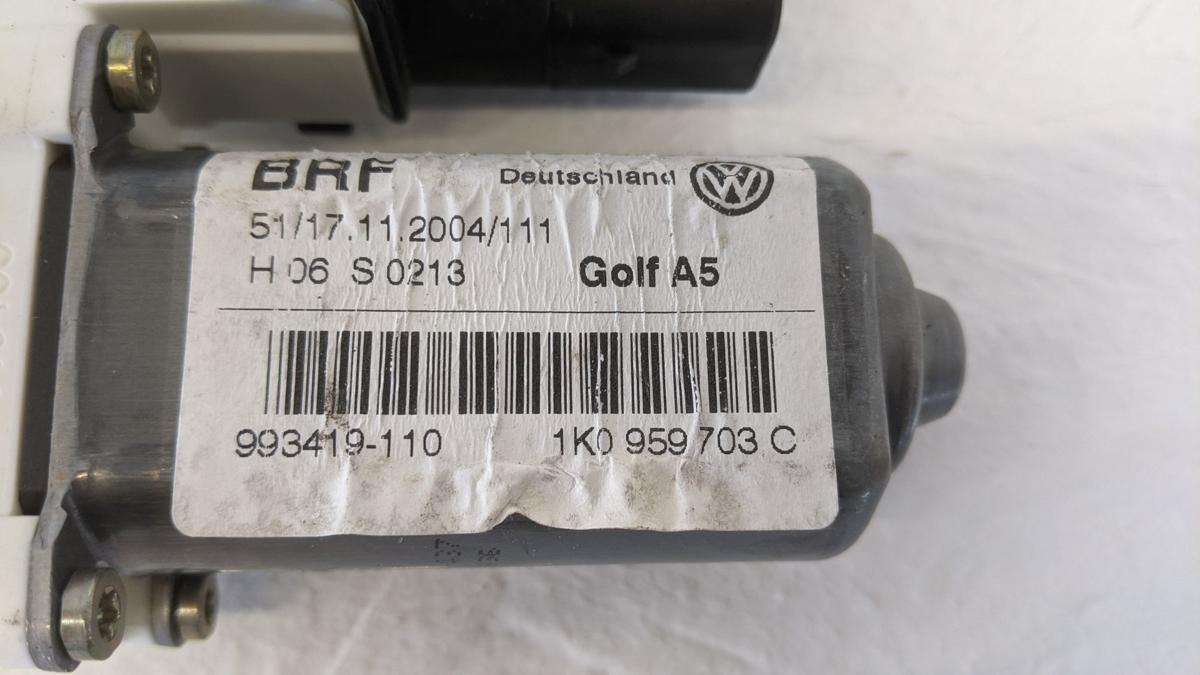 BRF Deutschland
51/17.11.2004/111
H 06 S 0213 Golf A5
993419-110 1K0 959 703 C